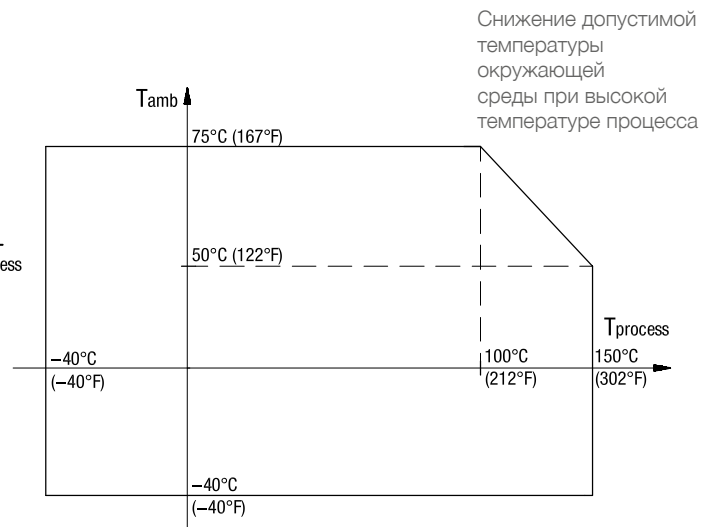 Снижение допустимой
температуры
окружающей
среды при высокой
температуре процесса
Tamb
75°C (167°F)
50°C (122°F)
ess
Tprocess
−40°C
(−40°F)
100°C
(212°F)
150°C
(302°F)
−40°C
(−40°F)